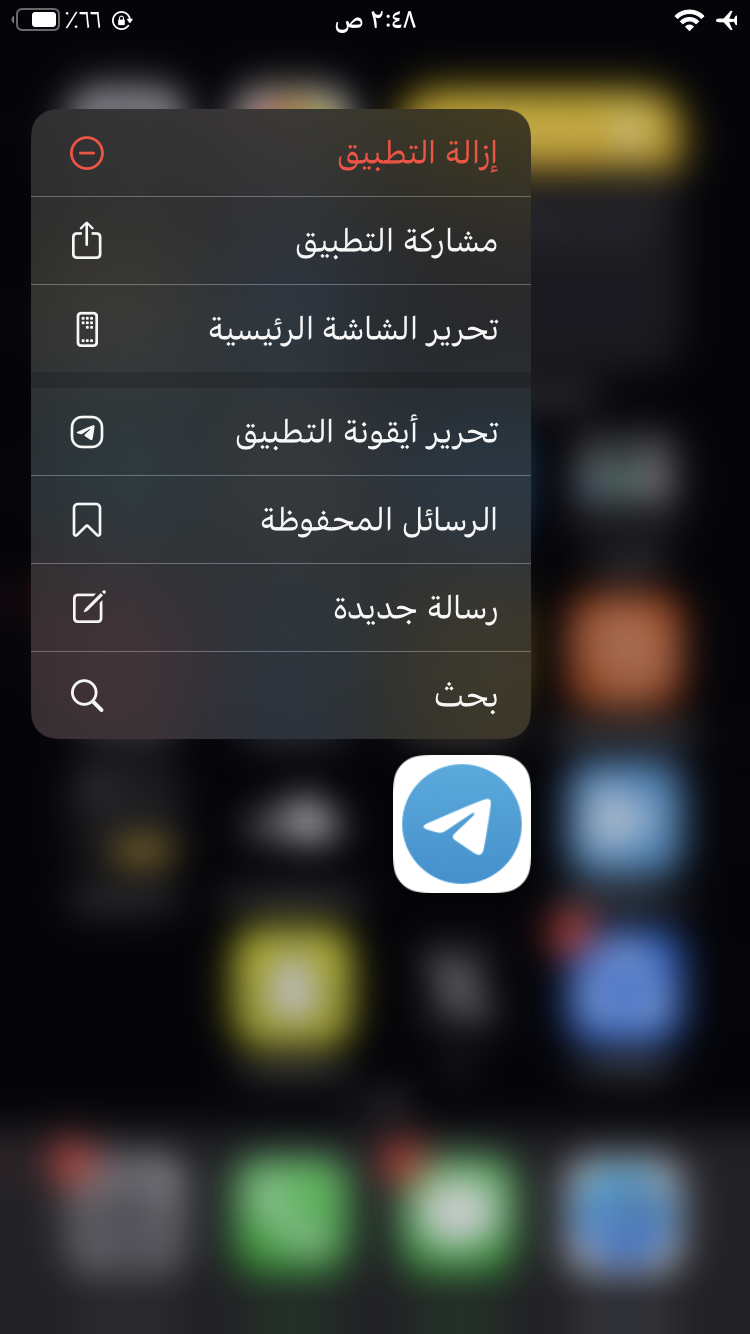 ٢:٤٨ ص
٪٦٦
إزالة التطبيق
مشاركة التطبيق
تحرير الشاشة الرئيسية
تحرير أيقونة التطبيق
الرسائل المحفوظة
رسالة جديدة
بحث